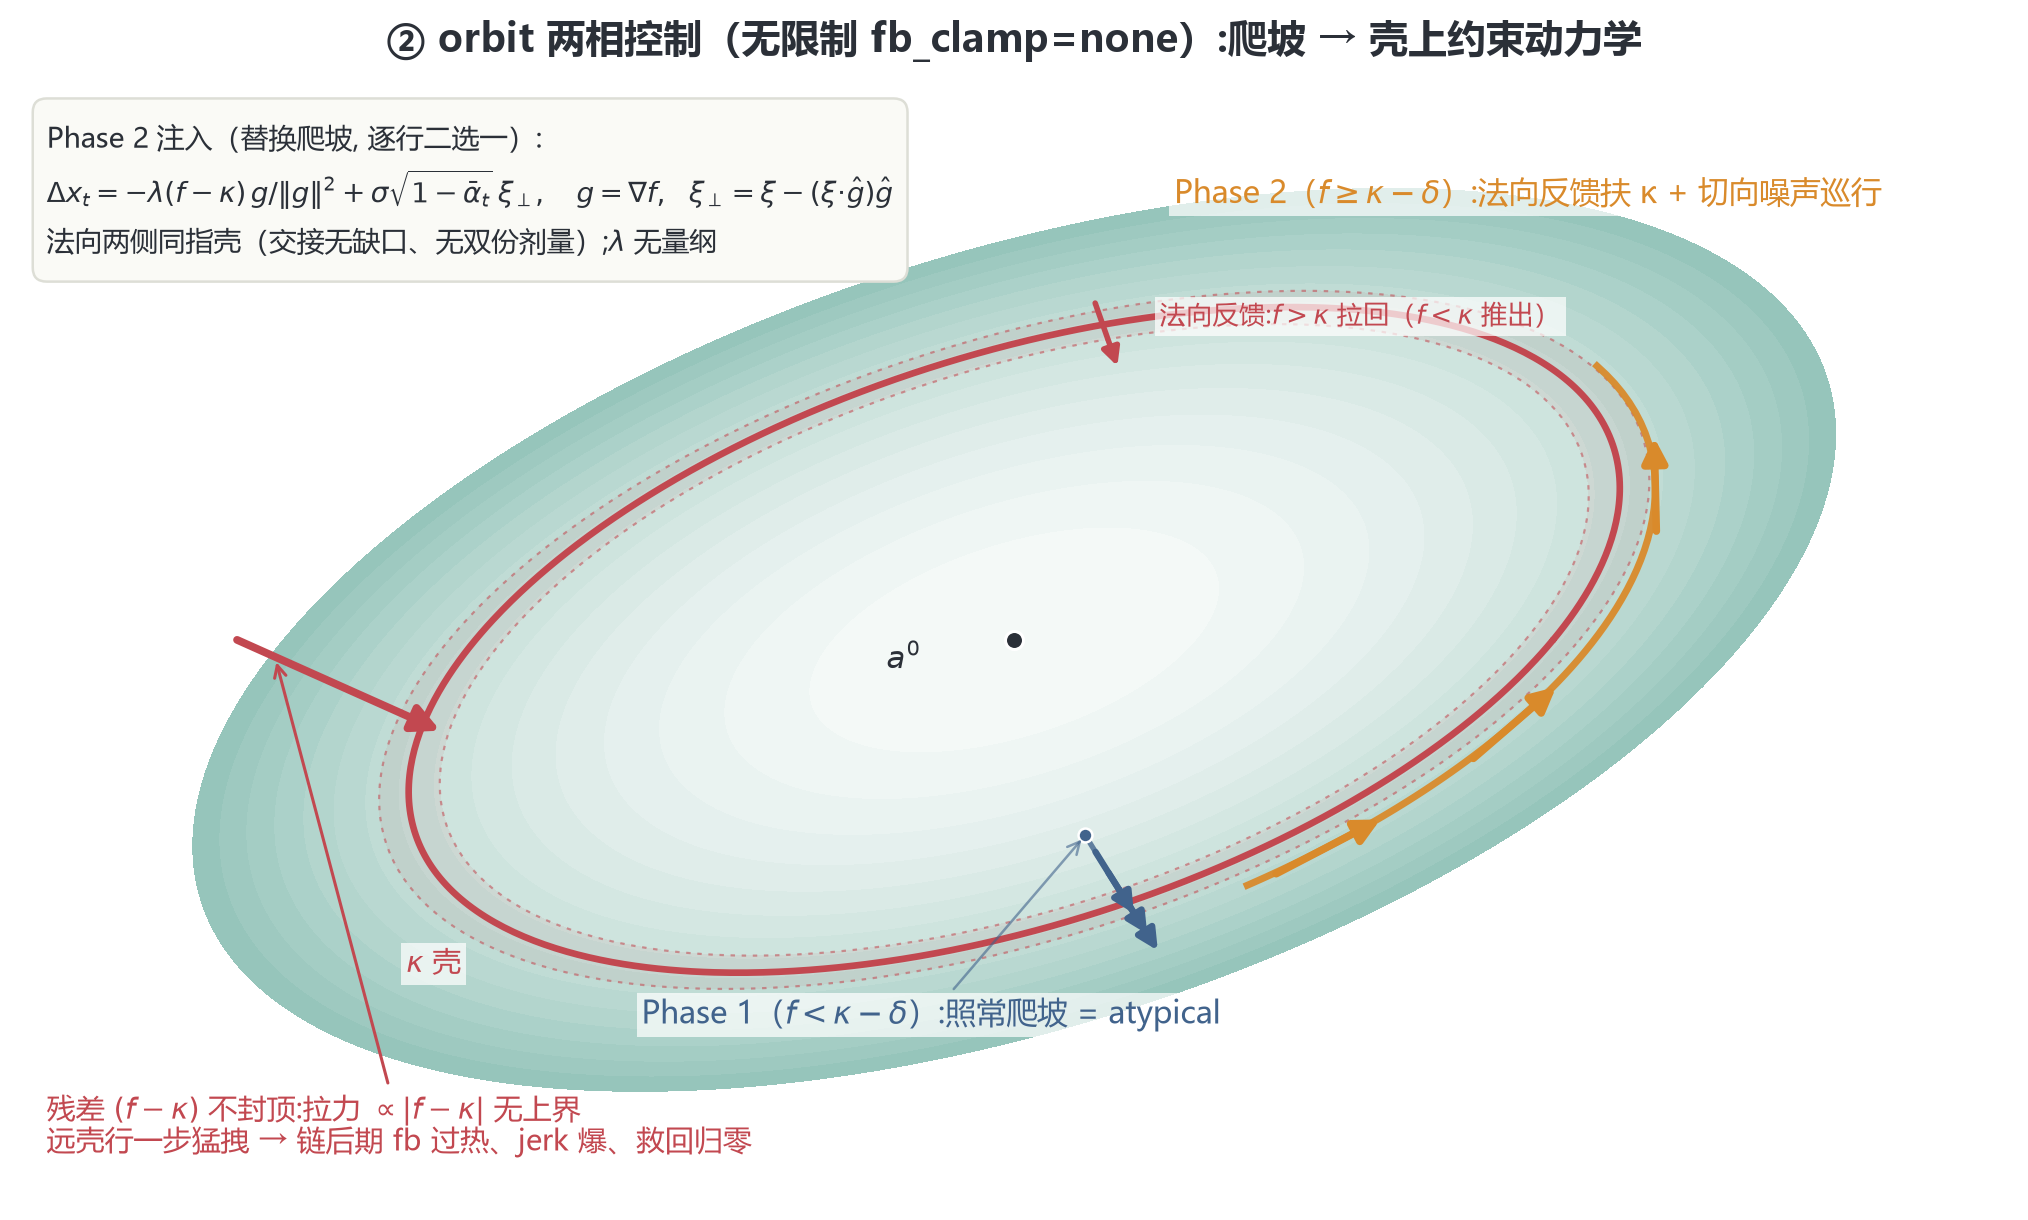 ② orbit 两相控制（无限制 fb_clamp=none）:爬坡 → 壳上约束动力学
Phase 2 注入（替换爬坡, 逐行二选一）:
Δxₜ = −λ(f − κ) g/‖g‖² + σ√(1 − ᾱₜ) ξ⊥, g = ∇f, ξ⊥ = ξ − (ξ·ĝ)ĝ
法向两侧同指壳（交接无缺口、无双份剂量）;λ 无量纲
Phase 2（f ≥ κ − δ）:法向反馈扶 κ + 切向噪声巡行
法向反馈:f > κ 拉回（f < κ 推出）
a⁰
κ 壳
Phase 1（f < κ − δ）:照常爬坡 = atypical
残差 (f − κ) 不封顶:拉力 ∝ |f − κ| 无上界
远壳行一步猛拽 → 链后期 fb 过热、jerk 爆、救回归零